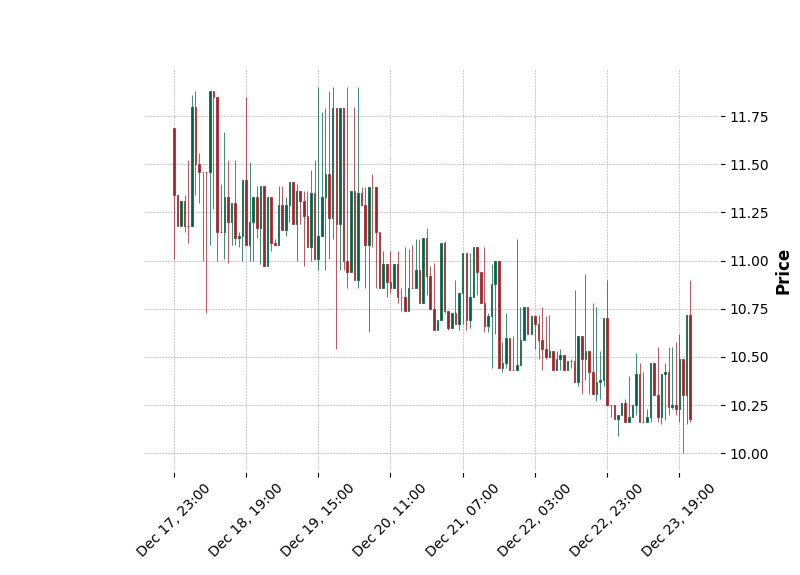 11.75
11.50
11.25
11.00
10.75
10.50
10.25
10.00
Price
Dec 17, 23:00
Dec 18, 19:00
Dec 19, 15:00
Dec 20, 11:00
Dec 21, 07:00
Dec 22, 03:00
Dec 22, 23:00
Dec 23, 19:00